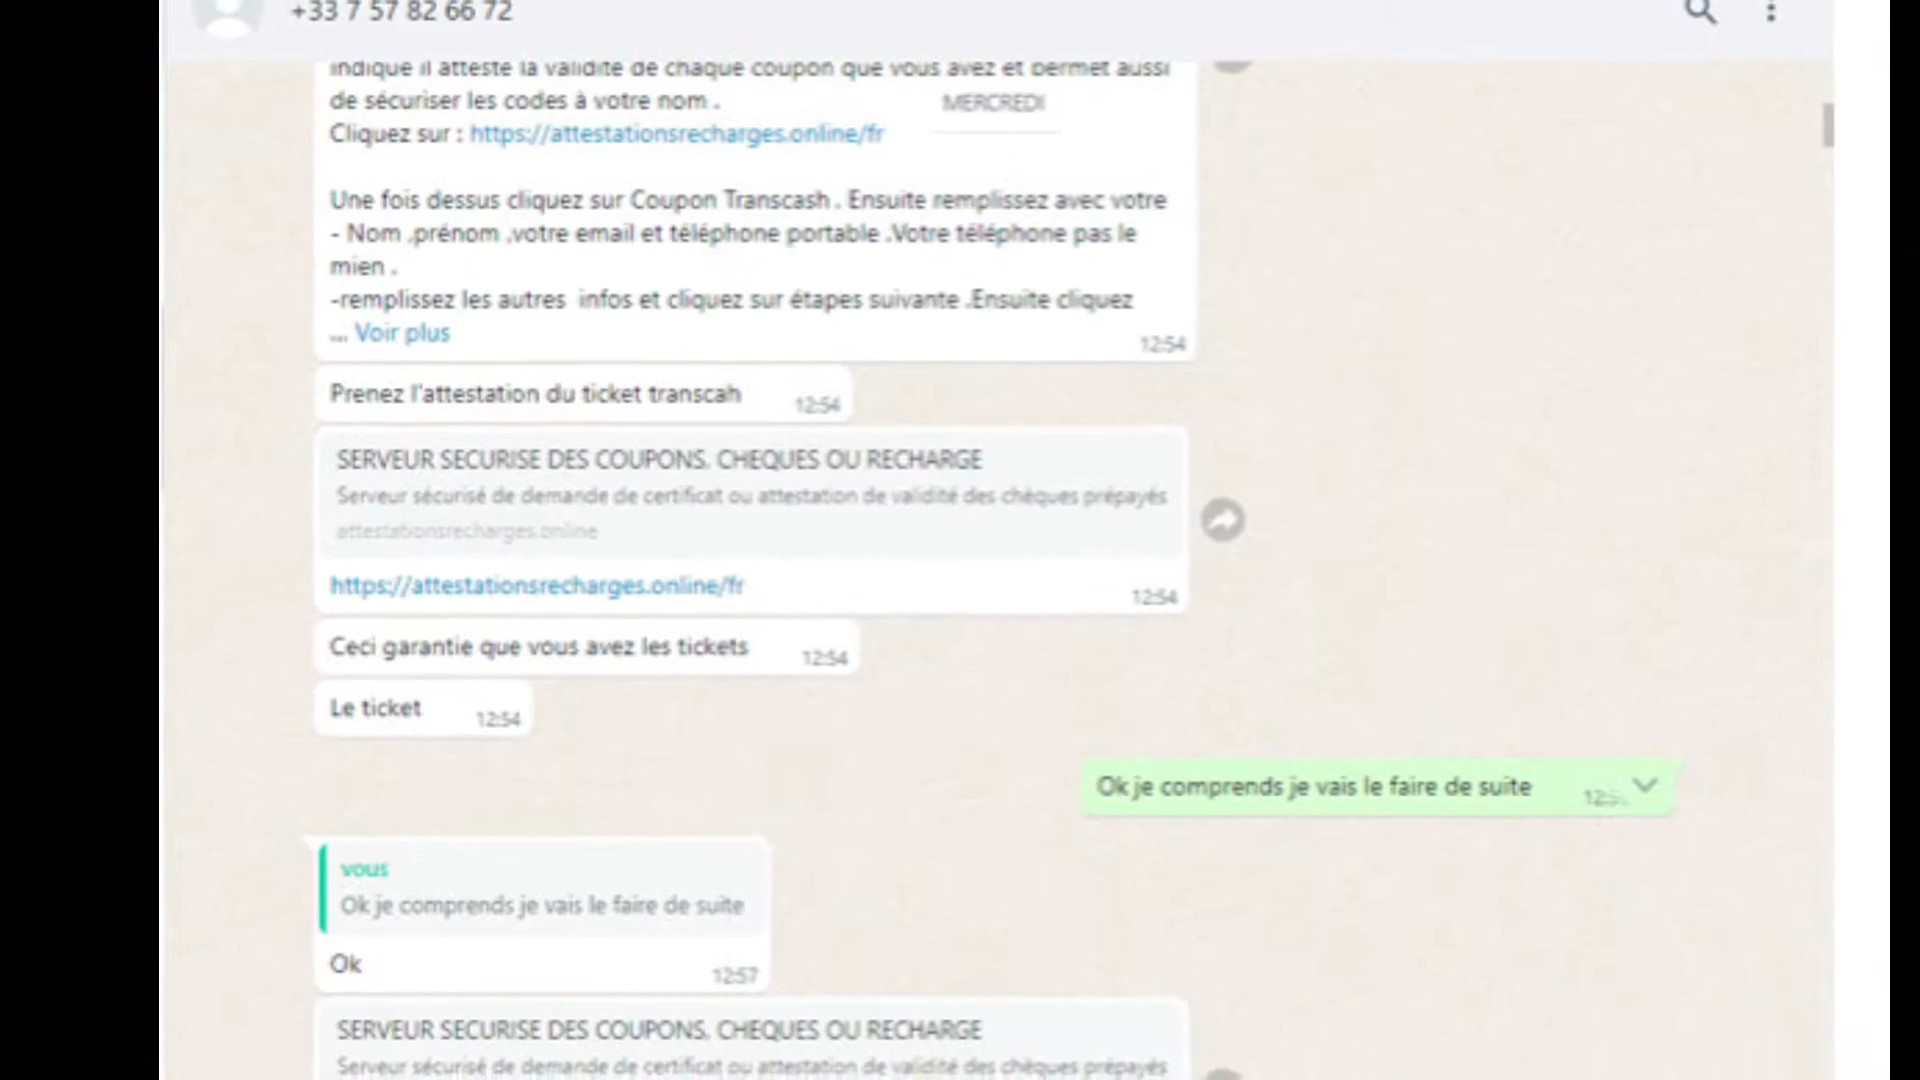 +33 7 57 82 66 72
indiqué il atteste la validité de chaque coupon que vous avez et permet aussi
de sécuriser les codes à votre nom .
MERCREDI
Cliquez sur : https://attestationsrecharges.online/fr
Une fois dessus cliquez sur Coupon Transcash . Ensuite remplissez avec votre
- Nom ,prénom ,votre email et téléphone portable .Votre téléphone pas le
mien .
-remplissez les autres infos et cliquez sur étapes suivante .Ensuite cliquez
... Voir plus
12:54
Prenez l'attestation du ticket transcah
12:54
SERVEUR SECURISE DES COUPONS, CHEQUES OU RECHARGE
Serveur sécurisé de demande de certificat ou attestation de validité des chèques prépayés
attestationsrecharges.online
https://attestationsrecharges.online/fr
12:54
Ceci garantie que vous avez les tickets
12:54
Le ticket
12:54
Ok je comprends je vais le faire de suite
vous
Ok je comprends je vais le faire de suite
Ok
12:57
SERVEUR SECURISE DES COUPONS, CHEQUES OU RECHARGE
Serveur sécurisé de demande de certificat ou attestation de validité des chèques prépayés